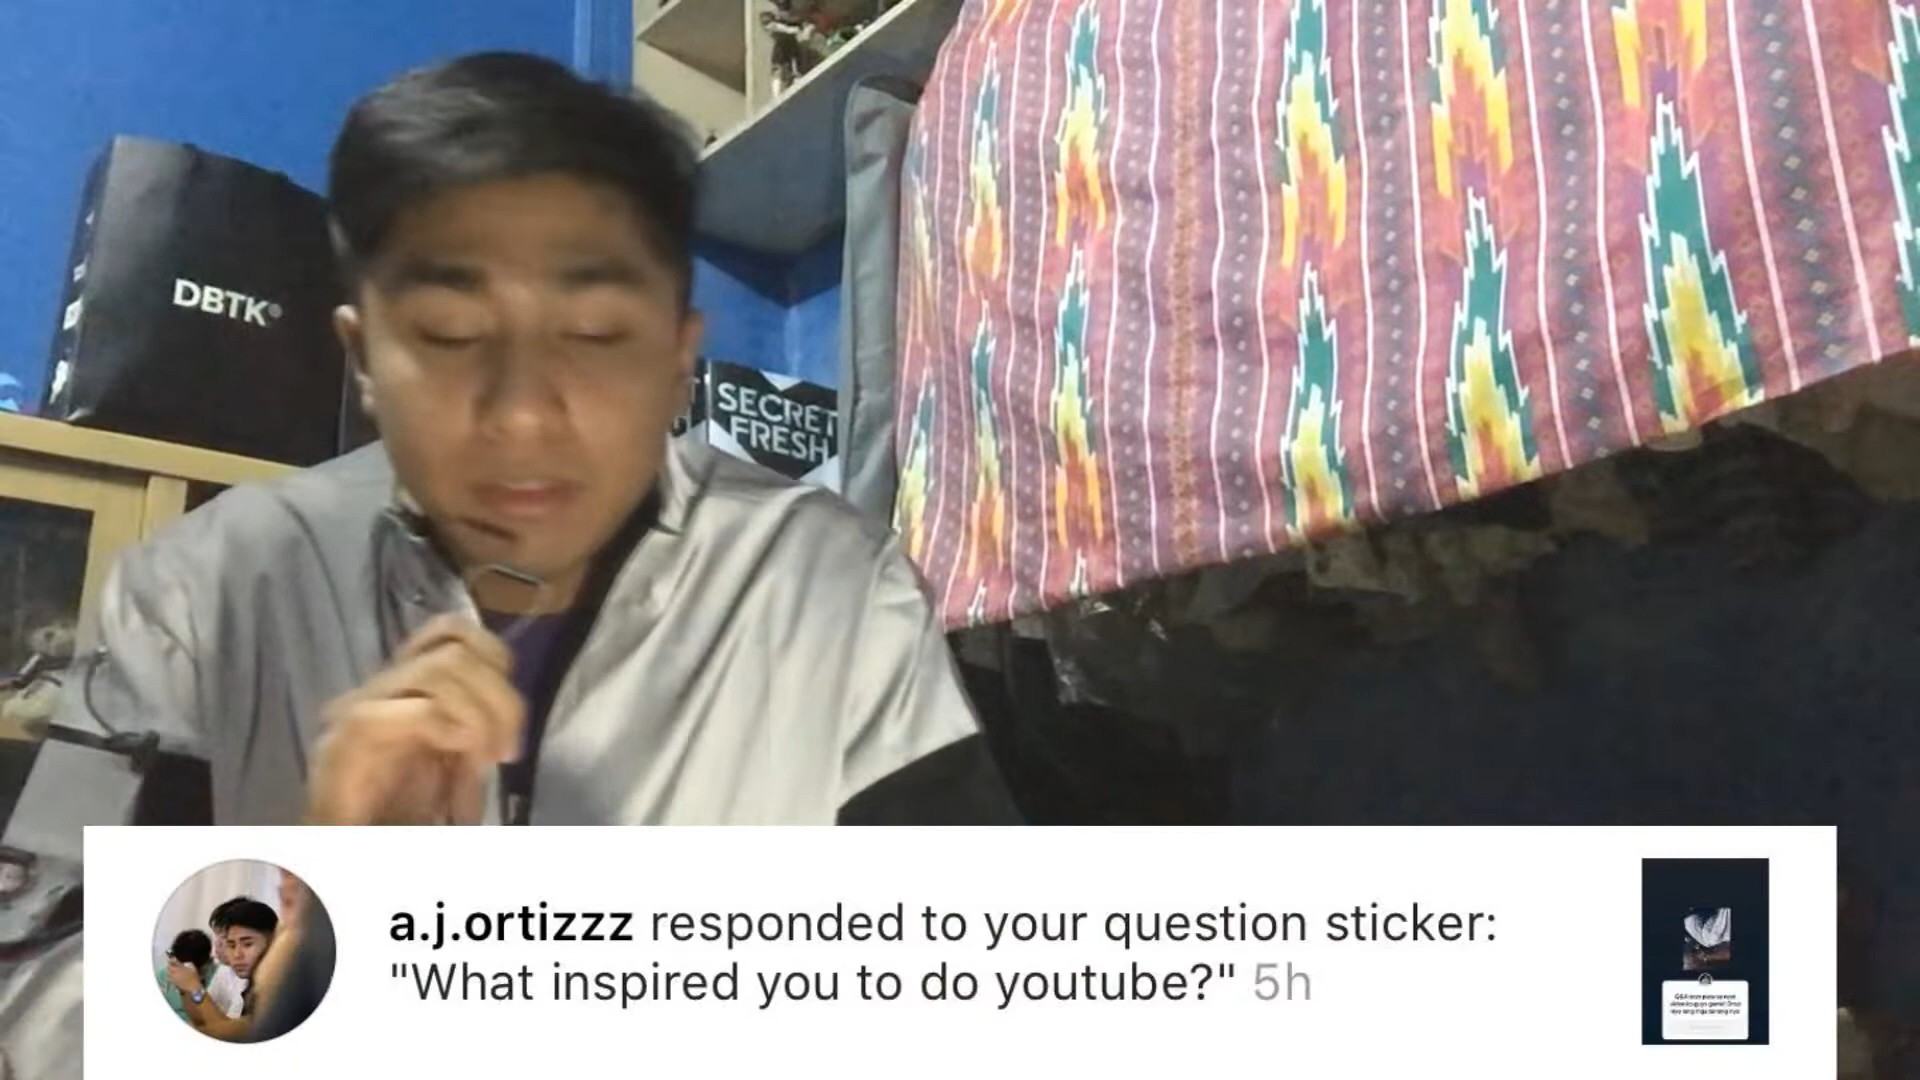 DBTK®
SECRET
FRESH
a.j.ortizzz responded to your question sticker:
"What inspired you to do youtube?" 5h